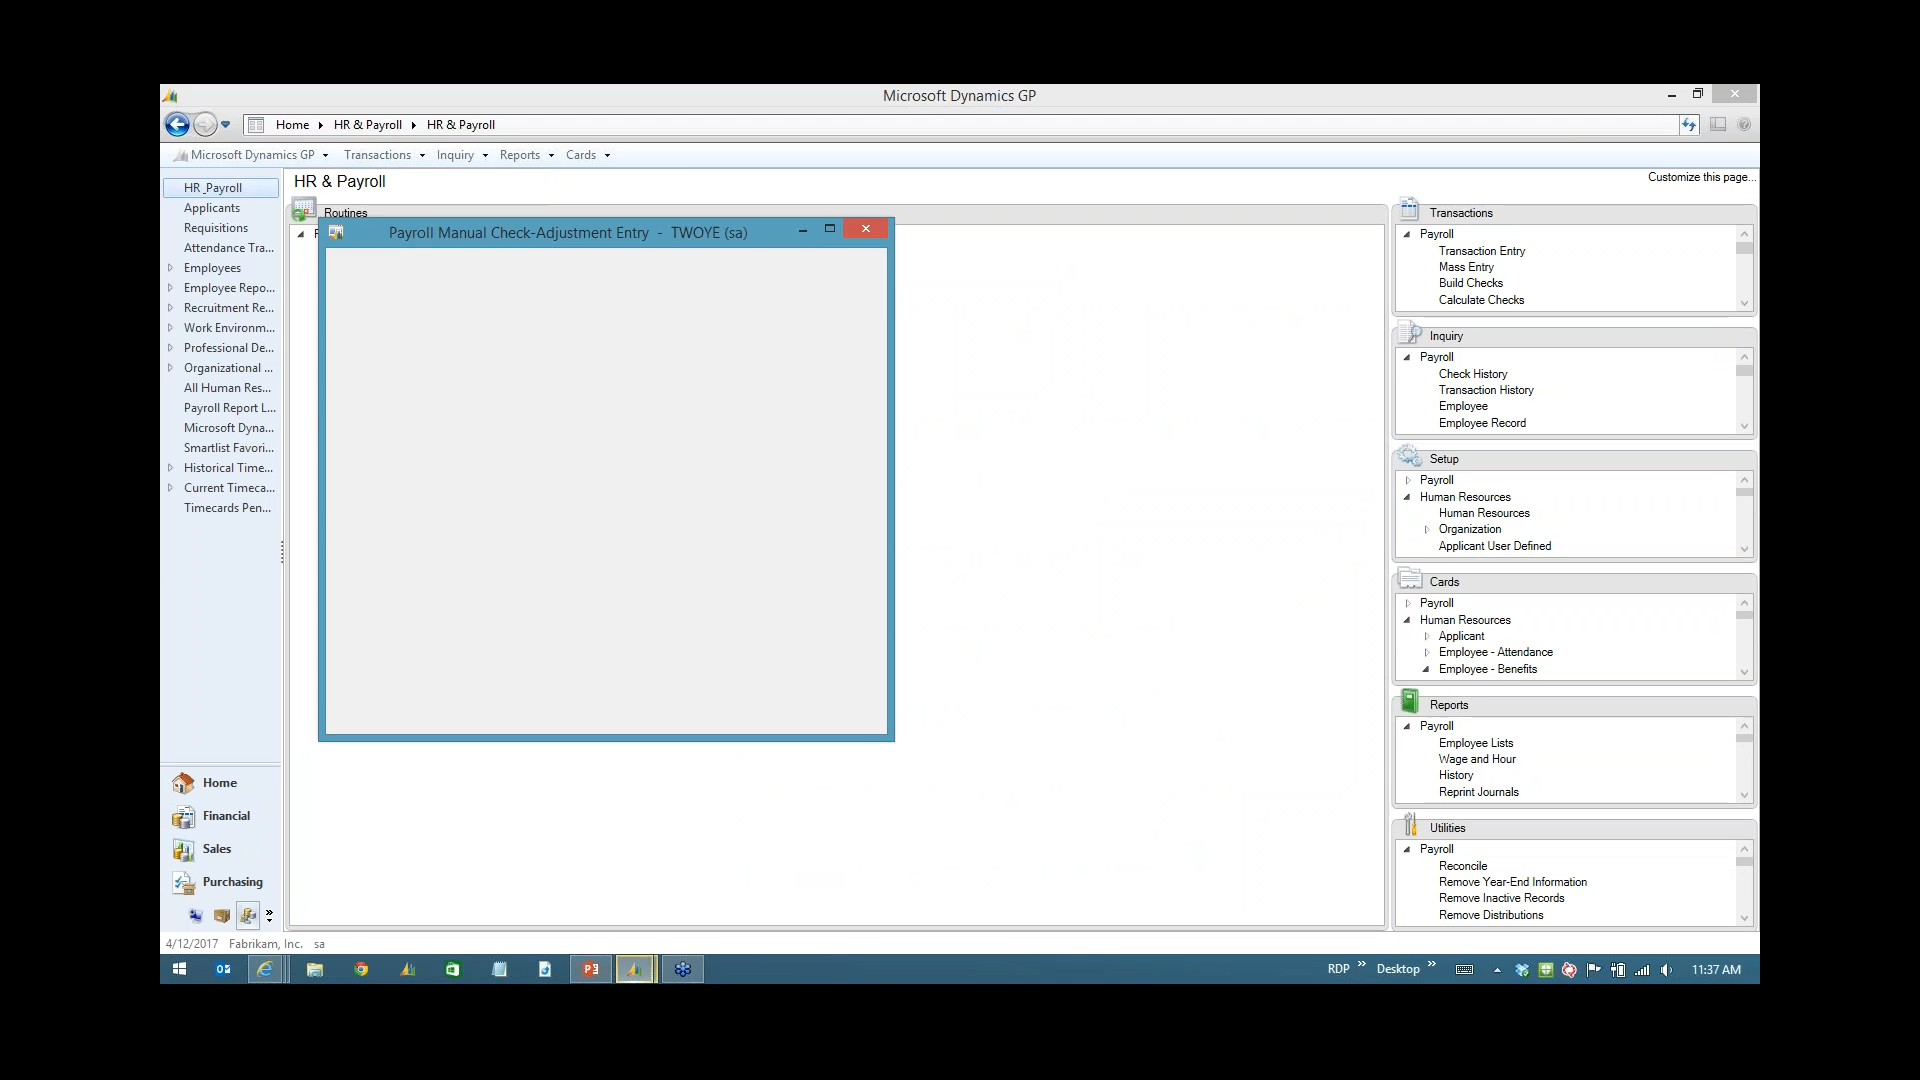 Microsoft Dynamics GP
Home HR & Payroll HR & Payroll
Microsoft Dynamics GP Transactions Inquiry Reports Cards
HR & Payroll
Customize this page...
HR_Payroll
Applicants
Requisitions
Attendance Tra...
Employees
Employee Repo...
Recruitment Re...
Work Environm...
Professional De...
Organizational ...
All Human Res...
Payroll Report L...
Microsoft Dyna...
Smartlist Favori...
Historical Time...
Current Timeca...
Timecards Pen...
Home
Financial
Sales
Purchasing
Routines
Payroll Manual Check-Adjustment Entry - TWOYE (sa)
Transactions
Payroll
Transaction Entry
Mass Entry
Build Checks
Calculate Checks
Inquiry
Payroll
Check History
Transaction History
Employee
Employee Record
Setup
Payroll
Human Resources
Human Resources
Organization
Applicant User Defined
Cards
Payroll
Human Resources
Applicant
Employee - Attendance
Employee - Benefits
Reports
Payroll
Employee Lists
Wage and Hour
History
Reprint Journals
Utilities
Payroll
Reconcile
Remove Year-End Information
Remove Inactive Records
Remove Distributions
4/12/2017 Fabrikam, Inc. sa
RDP Desktop 11:37 AM